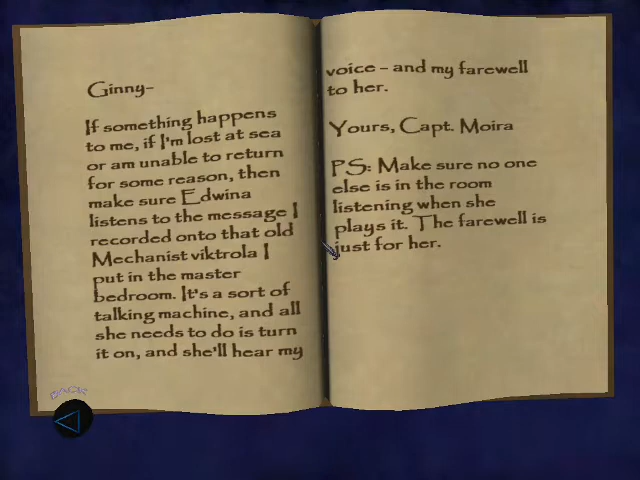 Ginny-
If something happens
to me, if I'm lost at sea
or am unable to return
for some reason, then
make sure Edwina
listens to the message I
recorded onto that old
Mechanist viktrola I
put in the master
bedroom. It's a sort of
talking machine, and all
she needs to do is turn
it on, and she'll hear my
voice - and my farewell
to her.
Yours, Capt. Moira
PS: Make sure no one
else is in the room
listening when she
plays it. The farewell is
just for her.
BACK